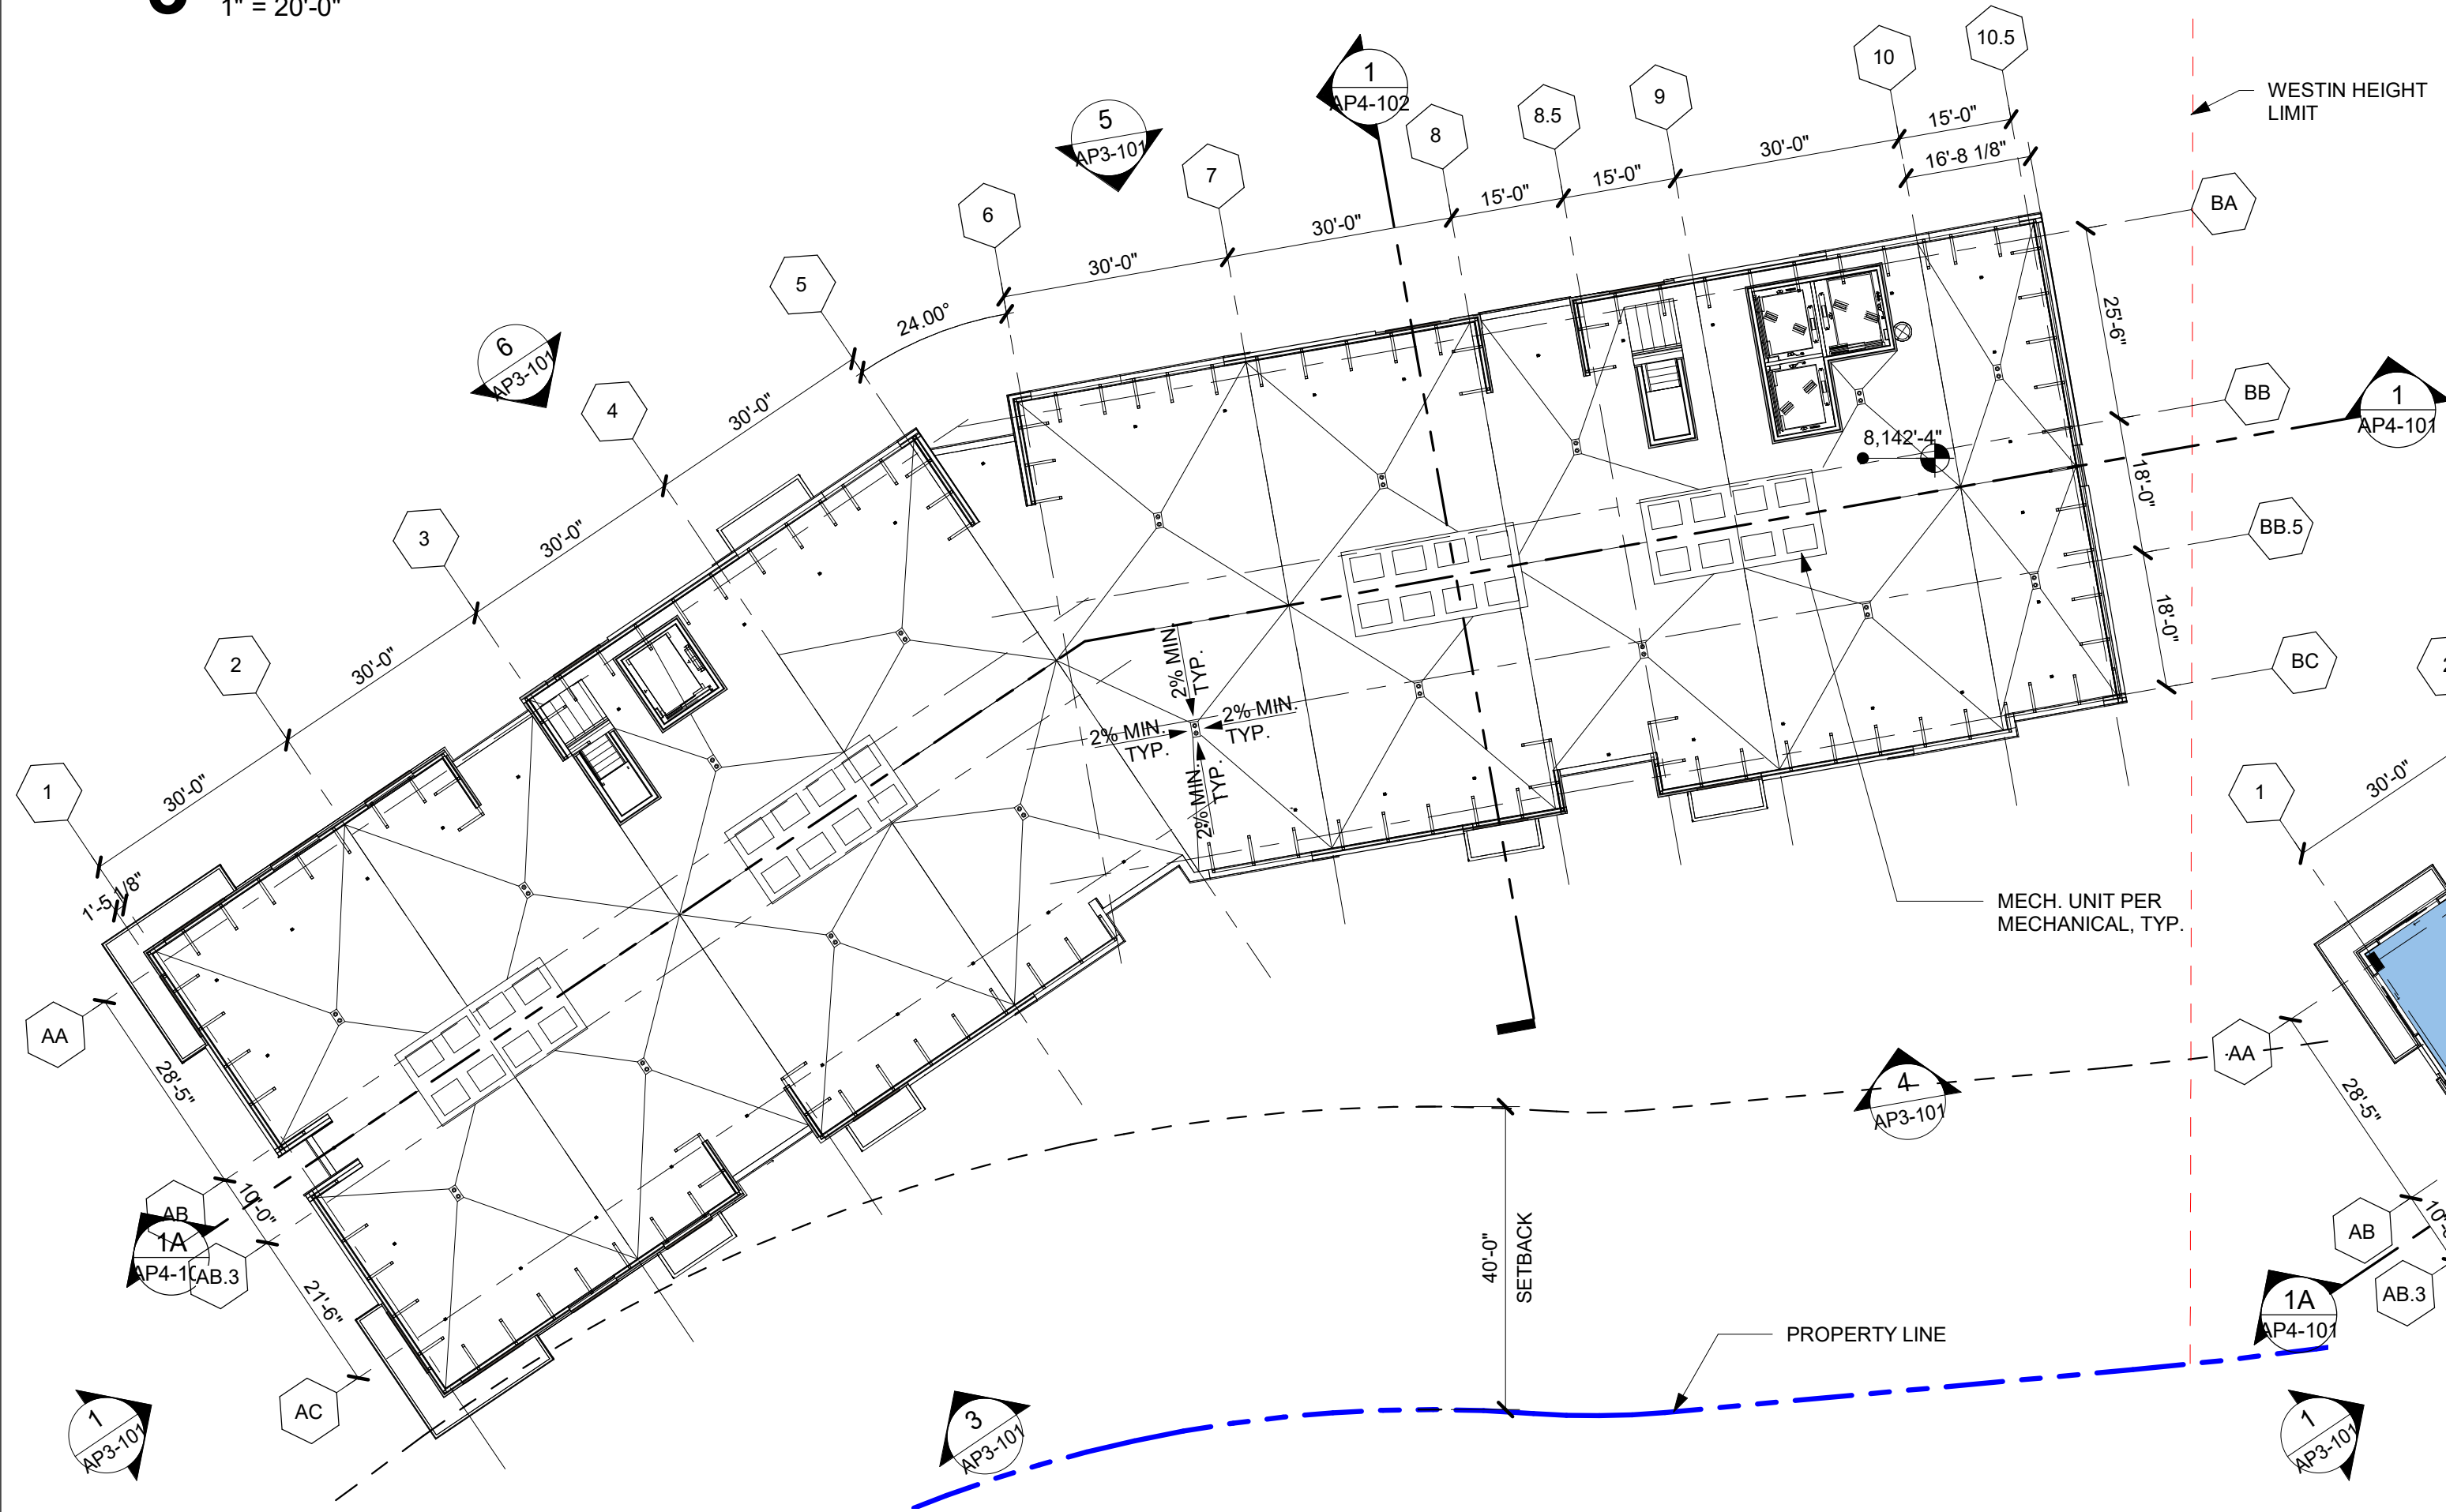 1" = 20'-0"
10.5
10
1
AP4-102
9
8.5
8
WESTIN HEIGHT
LIMIT
5
AP3-101
15'-0"
30'-0"
16'-8 1/8"
7
15'-0"
15'-0"
BA
6
30'-0"
30'-0"
5
24.00°
25'-6"
6
AP3-101
4
30'-0"
BB
1
AP4-101
8,142'-4"
3
30'-0"
18'-0"
BB.5
18'-0"
2
30'-0"
2% MIN.
TYP.
BC
2% MIN.
TYP.
2% MIN.
TYP.
2% MIN.
TYP.
1
30'-0"
1
30'-0"
1'-5 1/8"
MECH. UNIT PER
MECHANICAL, TYP.
AA
28'-5"
4
AP3-101
AA
28'-5"
AB
10'-0"
1A
AP4-10
AB.3
21'-6"
40'-0"
SETBACK
AB
AB.3
1A
AP4-101
PROPERTY LINE
AC
1
AP3-101
3
AP3-101
1
AP3-101